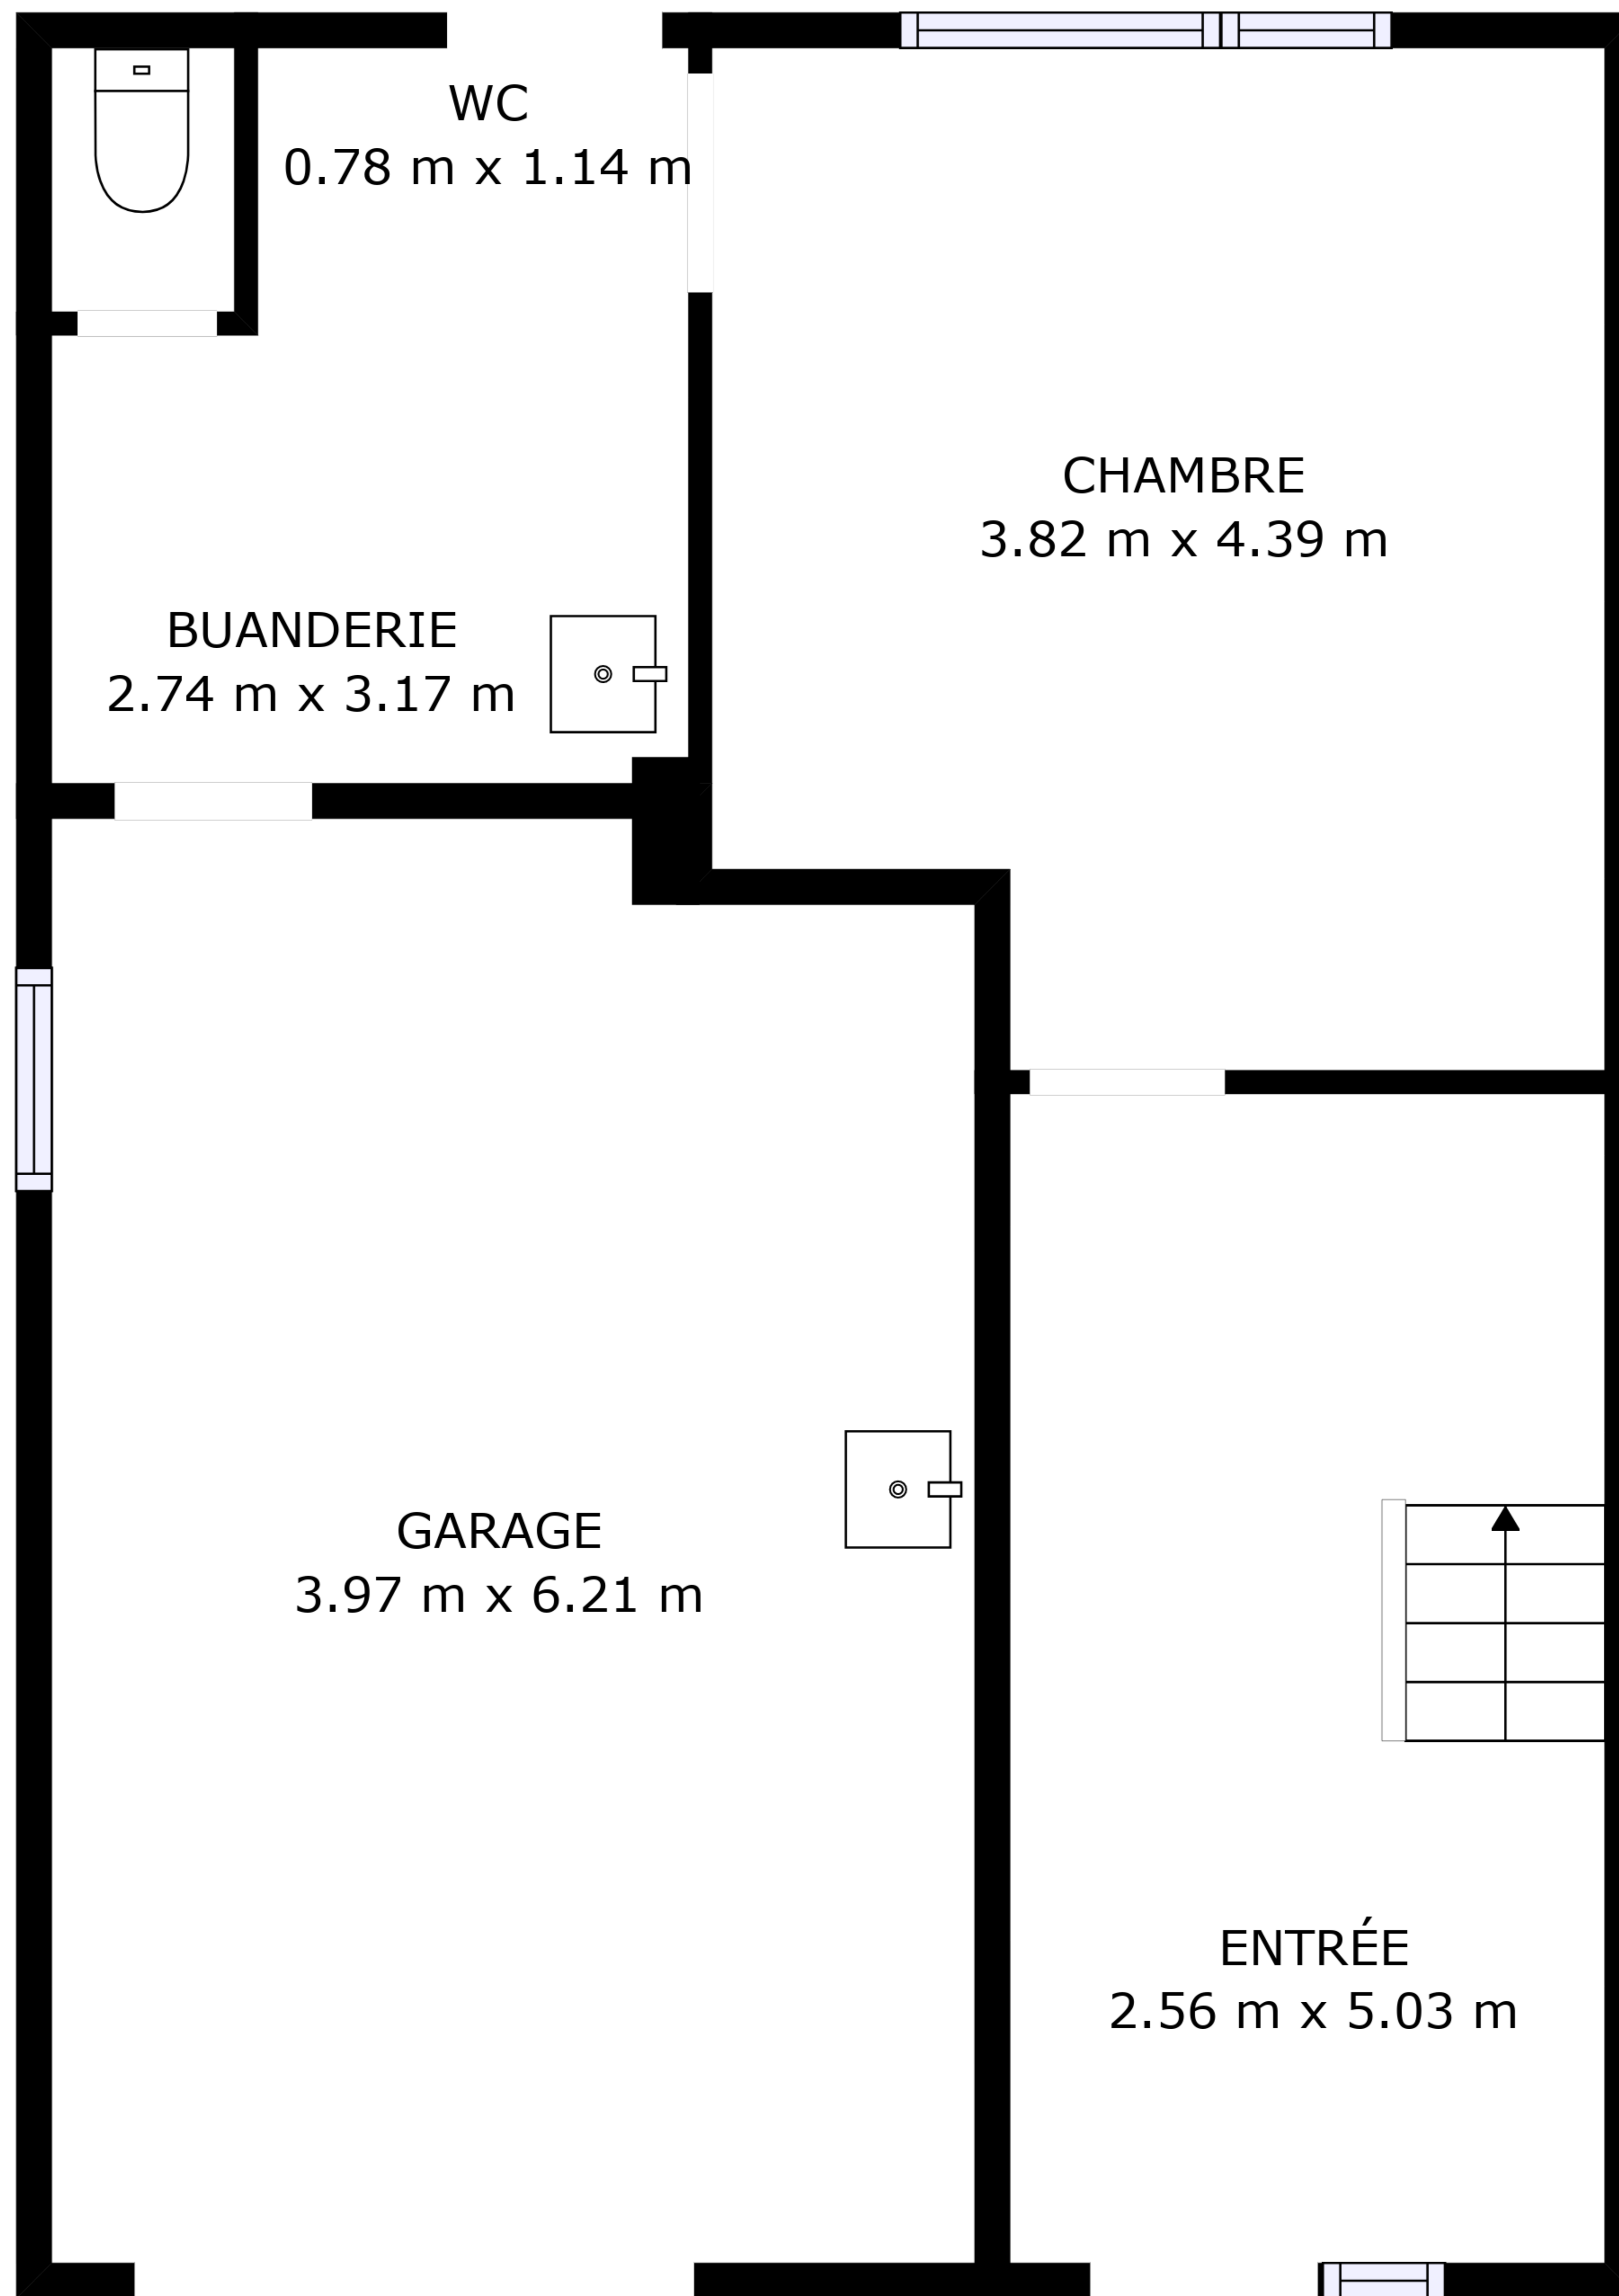 WC
0.78 m x 1.14 m
CHAMBRE
3.82 m x 4.39 m
BUANDERIE
2.74 m x 3.17 m
GARAGE
3.97 m x 6.21 m
ENTRÉE
2.56 m x 5.03 m